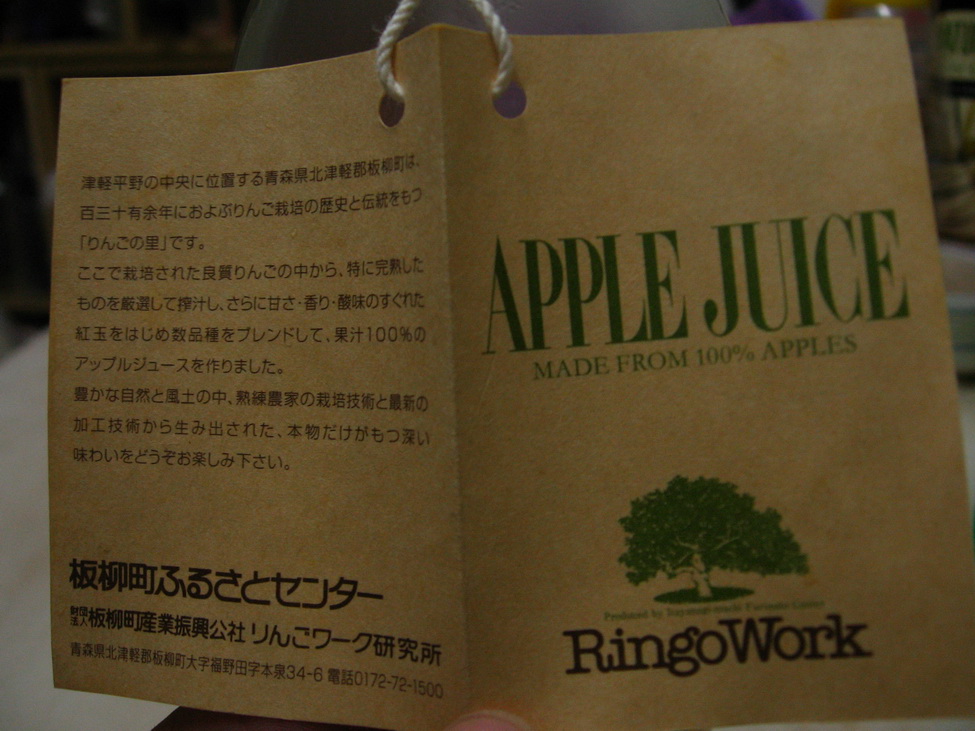 津軽平野の中央に位置する青森県北津軽郡板柳町は、
百三十有余年におよぶりんご栽培の歴史と伝統をもつ
「りんごの里」です。
ここで栽培された良質りんごの中から、特に完熟した
ものを厳選して搾汁し、さらに甘さ・香り・酸味のすぐれた
紅玉をはじめ数品種をブレンドして、果汁100%の
アップルジュースを作りました。
豊かな自然と風土の中、熟練農家の栽培技術と最新の
加工技術から生み出された、本物だけがもつ深い
味わいをどうぞお楽しみ下さい。
板柳町ふるさとセンター
財団法人板柳町産業振興公社 りんごワーク研究所
青森県北津軽郡板柳町大字福野田字本泉34-6 電話0172-72-1500
APPLE JUICE
MADE FROM 100% APPLES
Produced by Itayanagi-machi Furusato Center
RingoWork